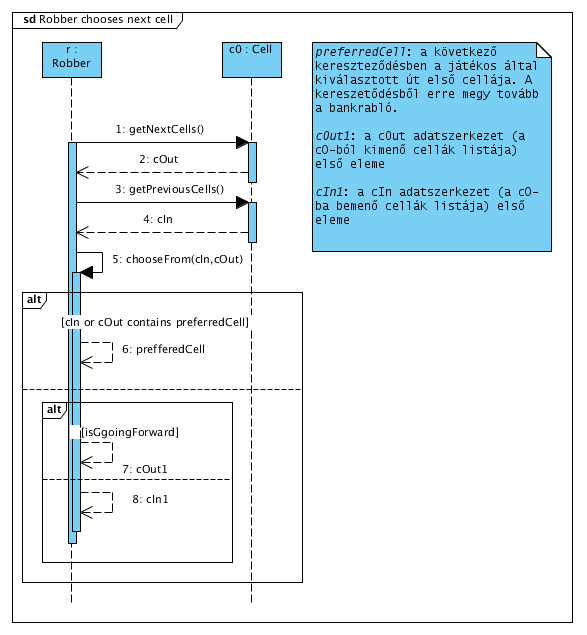 sd Robber chooses next cell
r :
Robber
c0 : Cell
preferredCell: a következő
kereszteződésben a játékos által
kiválasztott út első cellája. A
kereszetődésből erre megy tovább
a bankrabló.
cOut1: a cOut adatszerkezet (a
c0-ból kimenő cellák listája)
első eleme
cIn1: a cIn adatszerkezet (a c0-
ba bemenő cellák listája) első
eleme
1: getNextCells()
2: cOut
3: getPreviousCells()
4: cIn
5: chooseFrom(cIn,cOut)
alt
[cIn or cOut contains preferredCell]
6: prefferedCell
alt
[isGgoingForward]
7: cOut1
8: cIn1